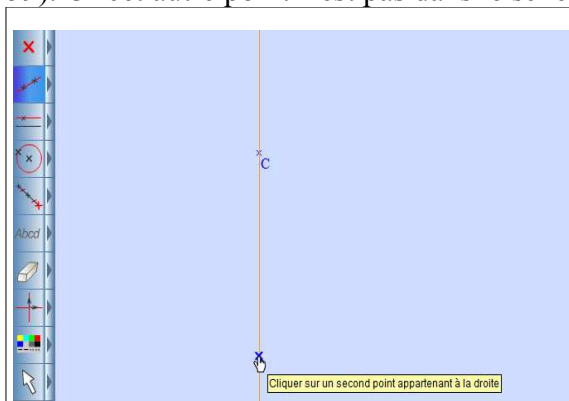 C
Abcd
Cliquer sur un second point appartenant à la droite